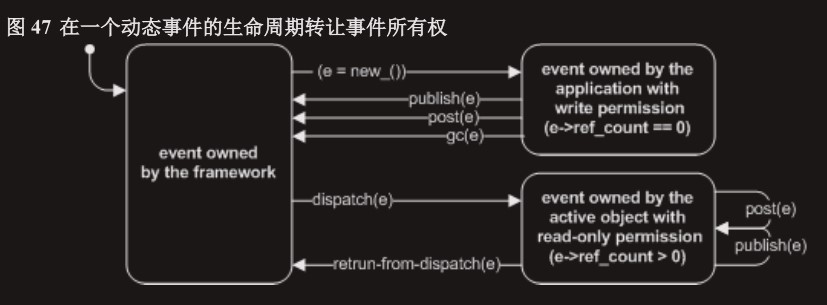 图 47 在一个动态事件的生命周期转让事件所有权
(e = new_())
publish(e)
post(e)
gc(e)
event owned by the
application with
write permission
(e->ref_count == 0)
event owned
by the framework
dispatch(e)
retrun-from-dispatch(e)
event owned by the
active object with
read-only permission
(e->ref_count > 0)
post(e)
publish(e)